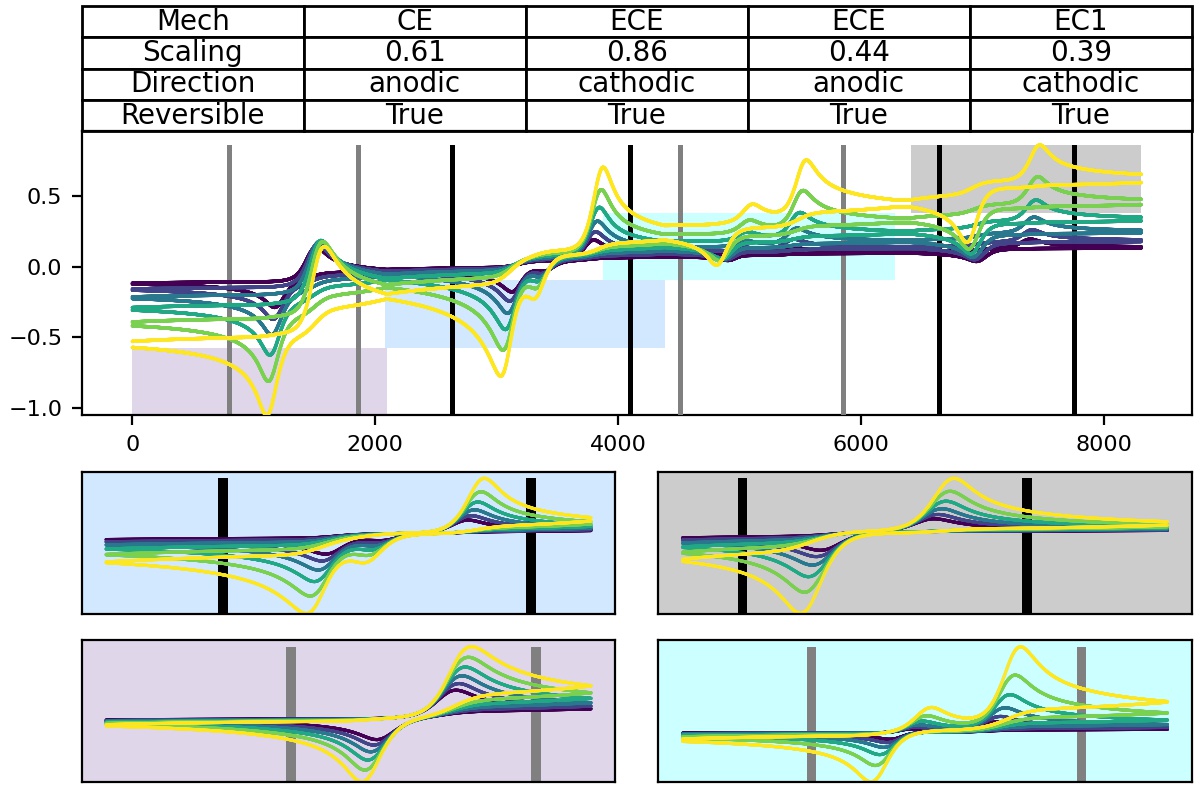 Mech CE ECE ECE EC1
Scaling 0.61 0.86 0.44 0.39
Direction anodic cathodic anodic cathodic
Reversible True True True True
0.5
0.0
−0.5
−1.0
0 2000 4000 6000 8000